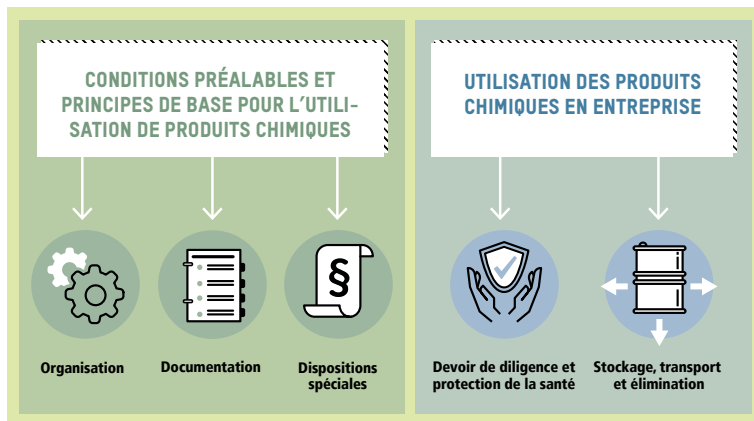 CONDITIONS PRÉALABLES ET
PRINCIPES DE BASE POUR L'UTILI-
SATION DE PRODUITS CHIMIQUES
Organisation
Documentation
§
Dispositions
spéciales
UTILISATION DES PRODUITS
CHIMIQUES EN ENTREPRISE
Devoir de diligence et
protection de la santé
Stockage, transport
et élimination